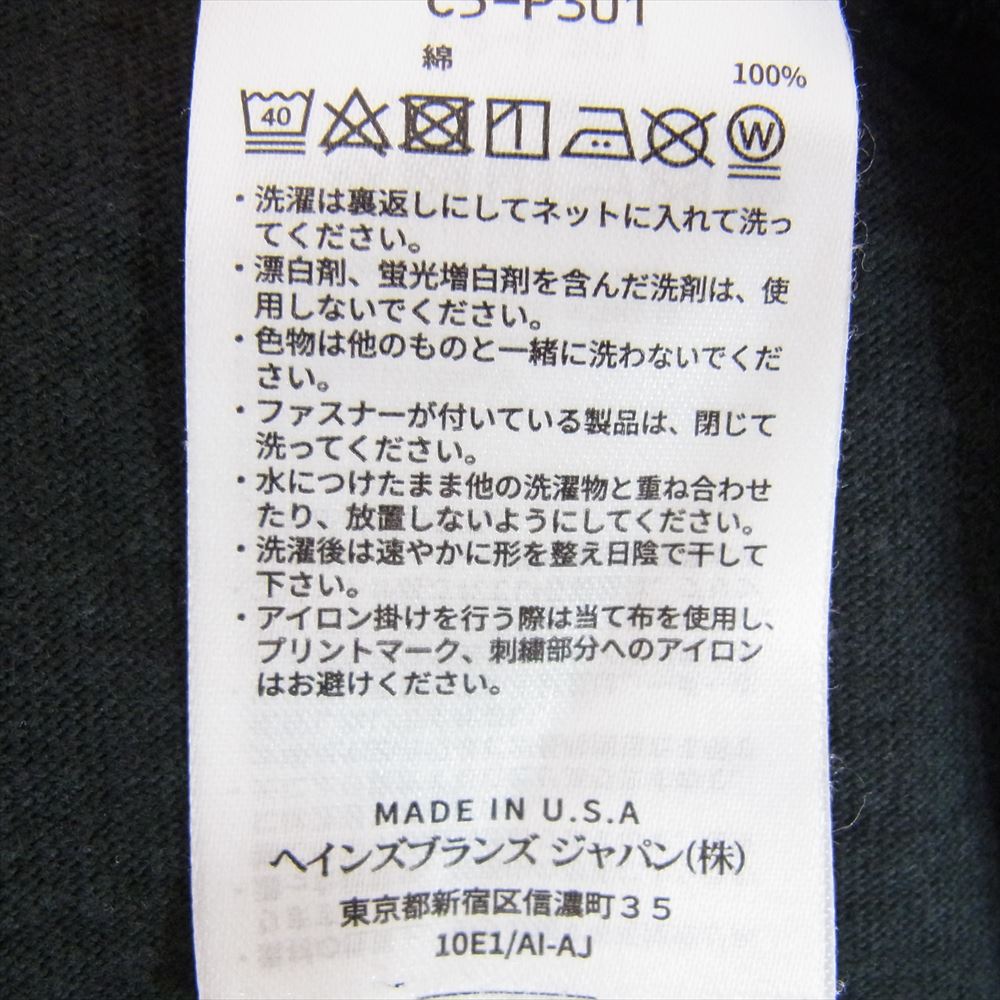 C5-P301
綿
100%
40
W
・洗濯は裏返しにしてネットに入れて洗っ
てください。
・漂白剤、蛍光増白剤を含んだ洗剤は、使
用しないでください。
・色物は他のものと一緒に洗わないでくだ
さい。
・ファスナーが付いている製品は、閉じて
洗ってください。
・水につけたまま他の洗濯物と重ね合わせ
たり、放置しないようにしてください。
・洗濯後は速やかに形を整え日陰で干して
下さい。
・アイロン掛けを行う際は当て布を使用し、
プリントマーク、刺繍部分へのアイロン
はお避けください。
MADE IN U.S.A
ヘインズブランズ ジャパン(株)
東京都新宿区信濃町35
10E1/AI-AJ